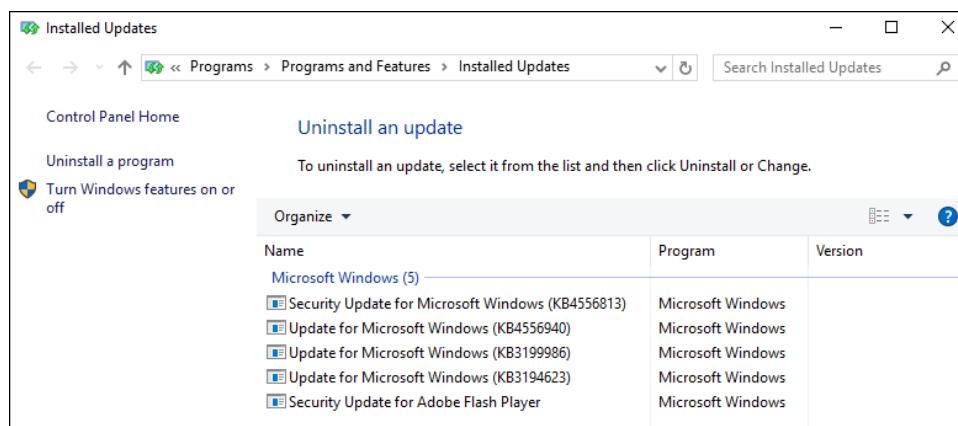 Installed Updates
« Programs > Programs and Features > Installed Updates
Search Installed Updates
Control Panel Home
Uninstall a program
Turn Windows features on or
off
Uninstall an update
To uninstall an update, select it from the list and then click Uninstall or Change.
Organize
?
Name Program Version
Microsoft Windows (5)
Security Update for Microsoft Windows (KB4556813) Microsoft Windows
Update for Microsoft Windows (KB4556940) Microsoft Windows
Update for Microsoft Windows (KB3199986) Microsoft Windows
Update for Microsoft Windows (KB3194623) Microsoft Windows
Security Update for Adobe Flash Player Microsoft Windows